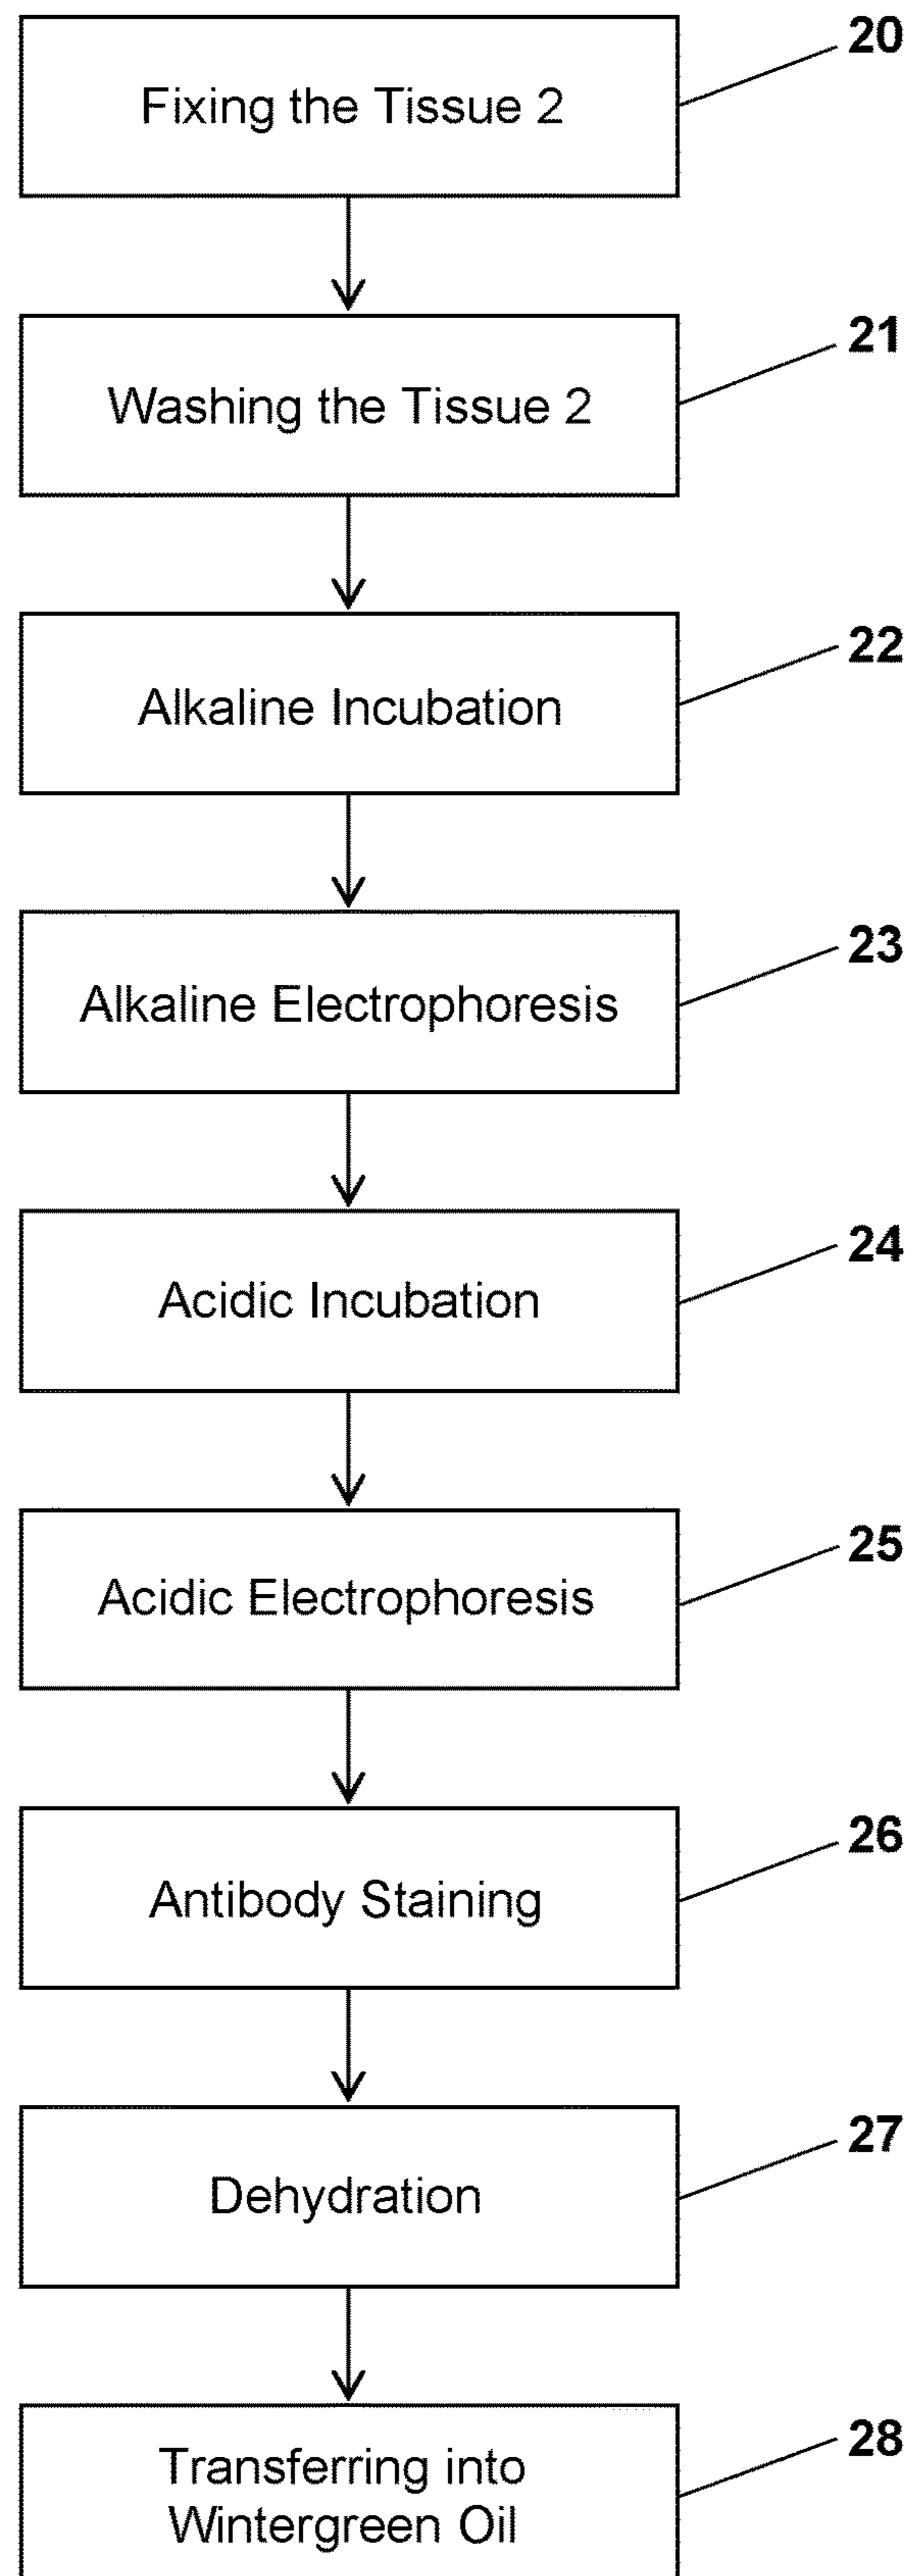 20
Fixing the Tissue 2
21
Washing the Tissue 2
22
Alkaline Incubation
23
Alkaline Electrophoresis
24
Acidic Incubation
25
Acidic Electrophoresis
26
Antibody Staining
27
Dehydration
28
Transferring into
Wintergreen Oil